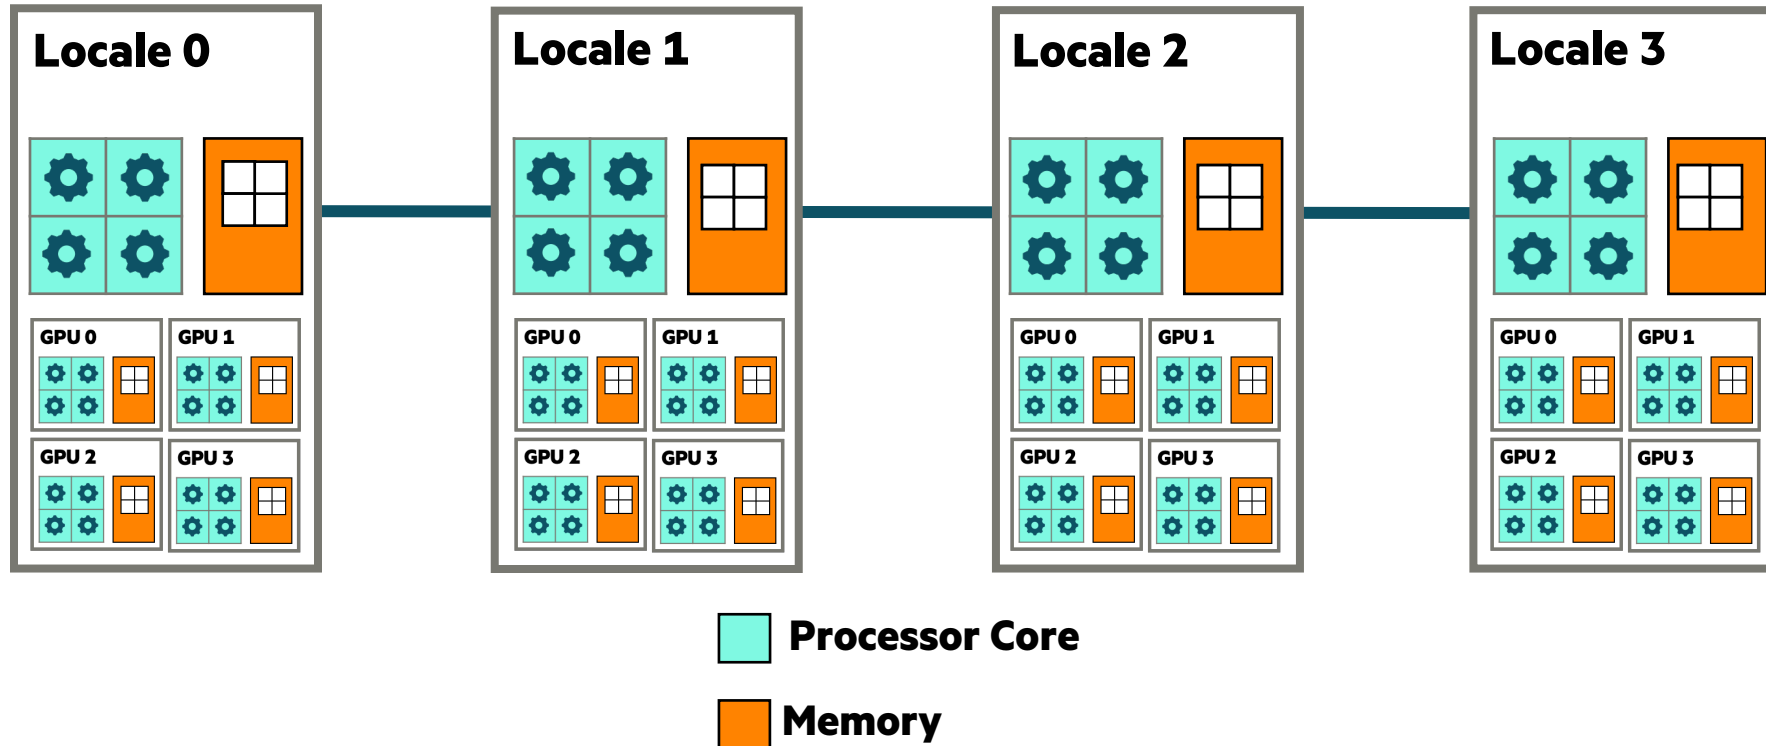 Locale 0
Locale 1
Locale 2
Locale 3
GPU 0
GPU 1
GPU 0
GPU 1
GPU 0
GPU 1
GPU 0
GPU 1
GPU 2
GPU 3
GPU 2
GPU 3
GPU 2
GPU 3
GPU 2
GPU 3
Processor Core
Memory